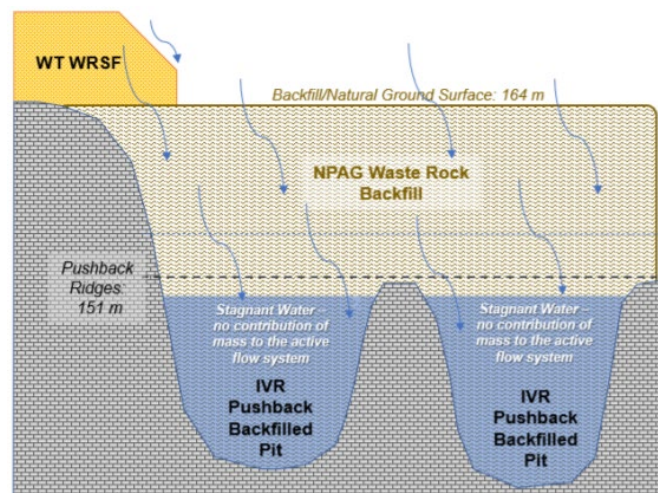 WT WRSF
Backfill/Natural Ground Surface: 164 m
NPAG Waste Rock
Backfill
Pushback
Ridges
151 m
Stagnant Water –
no contribution of
mass to the active
flow system
IVR
Pushback
Backfilled
Pit
Stagnant Water –
no contribution of
mass to the active
flow system
IVR
Pushback
Backfilled
Pit